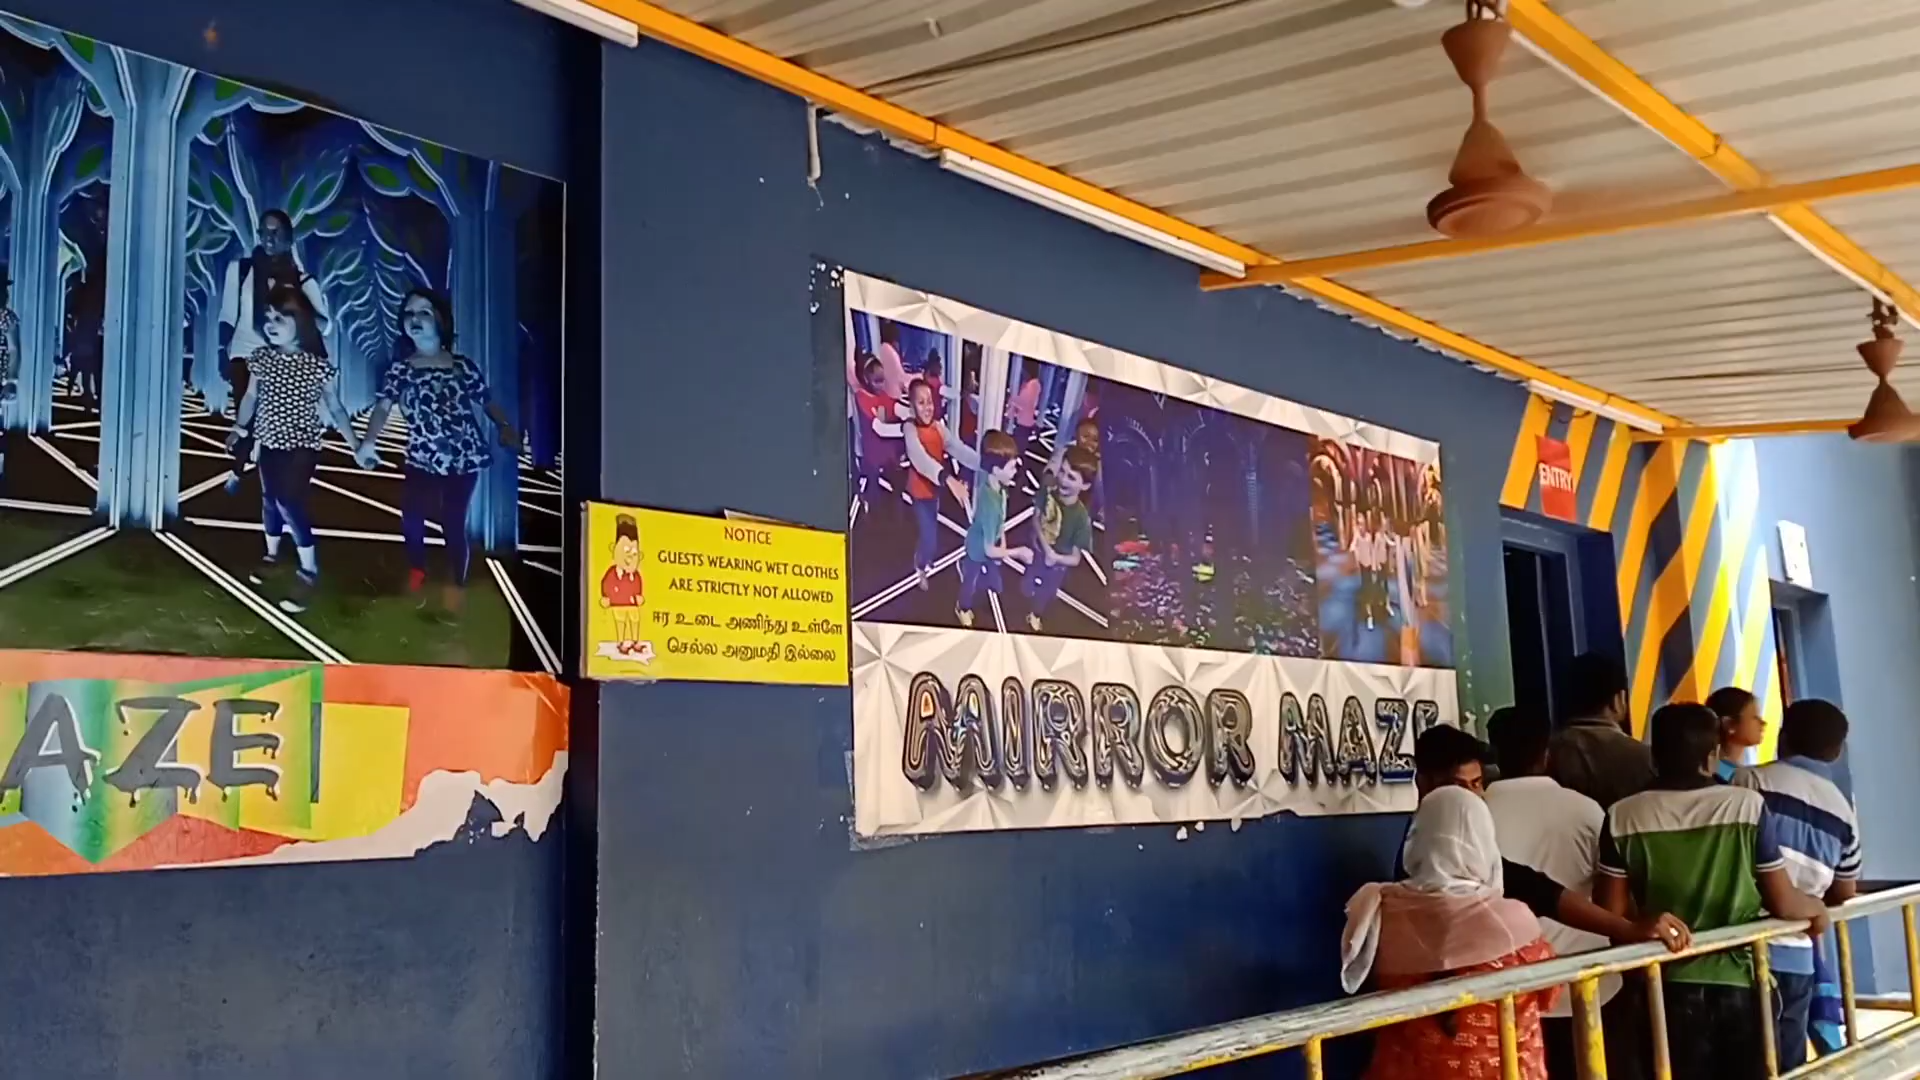 AZE
NOTICE
GUESTS WEARING WET CLOTHES
ARE STRICTLY NOT ALLOWED
ஈர உடை அணிந்து உள்ளே
செல்ல அனுமதி இல்லை
MIRROR MAZE
ENTRY